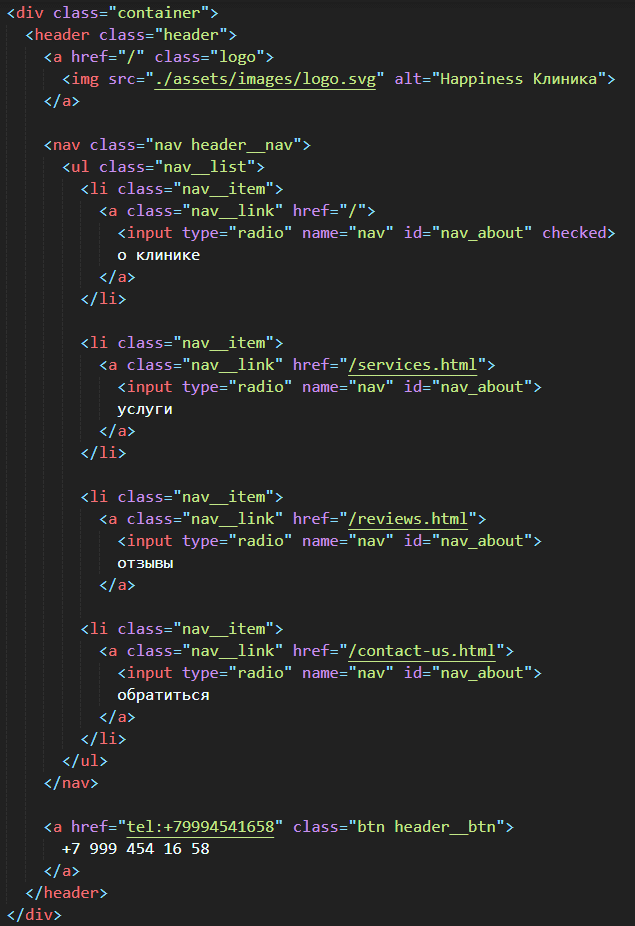 <div class="container">
<header class="header">
<a href="/" class="logo">
<img src="./assets/images/logo.svg" alt="Happiness Клиника">
</a>
<nav class="nav header__nav">
<ul class="nav__list">
<li class="nav__item">
<a class="nav__link" href="/">
<input type="radio" name="nav" id="nav_about" checked>
о клинике
</a>
</li>
<li class="nav__item">
<a class="nav__link" href="/services.html">
<input type="radio" name="nav" id="nav_about">
услуги
</a>
</li>
<li class="nav__item">
<a class="nav__link" href="/reviews.html">
<input type="radio" name="nav" id="nav_about">
отзывы
</a>
<li class="nav__item">
<a class="nav__link" href="/contact-us.html">
<input type="radio" name="nav" id="nav_about">
обратиться
</a>
</li>
</ul>
</nav>
<a href="tel:+79994541658" class="btn header__btn">
+7 999 454 16 58
</a>
</header>
</div>